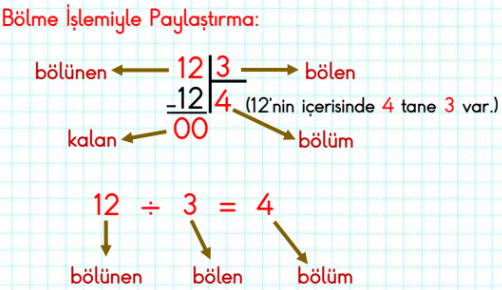 Bölme İşlemiyle Paylaştırma:
bölünen 12 3 bölen
-12 4 (12'nin içerisinde 4 tane 3 var.)
kalan 00 bölüm
12 ÷ 3 = 4
bölünen bölen bölüm